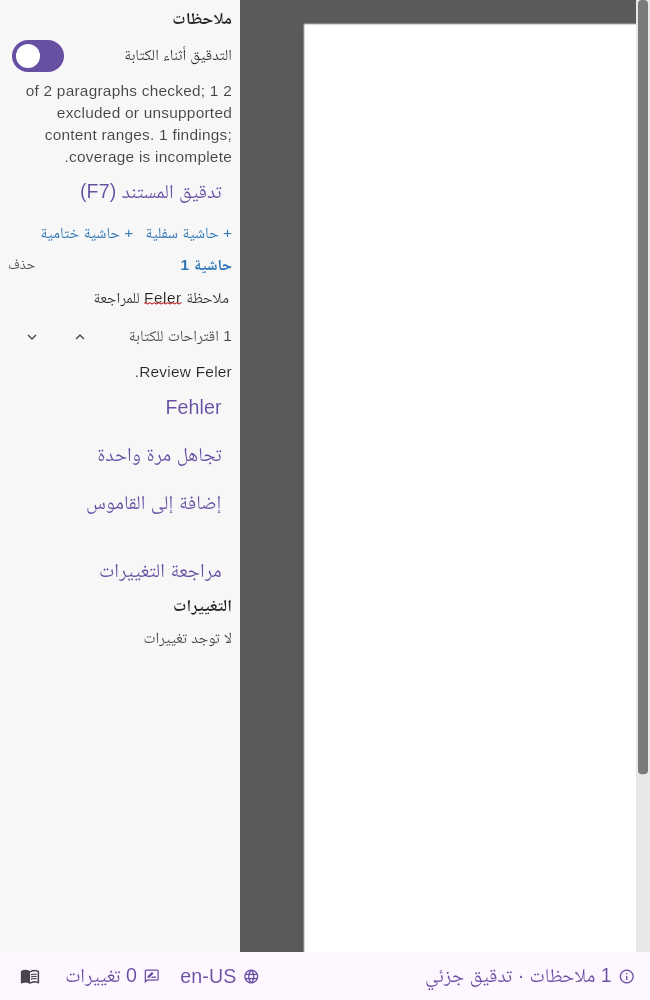 ملاحظات
التدقيق أثناء الكتابة
2 of 2 paragraphs checked; 1
excluded or unsupported
content ranges. 1 findings;
coverage is incomplete.
تدقيق المستند (F7)
+ حاشية سفلية + حاشية ختامية
حاشية 1 حذف
ملاحظة Feler للمراجعة
1 اقتراحات للكتابة
Review Feler.
Fehler
تجاهل مرة واحدة
إضافة إلى القاموس
مراجعة التغييرات
التغييرات
لا توجد تغييرات
1 ملاحظات · تدقيق جزئي en-US 0 تغييرات